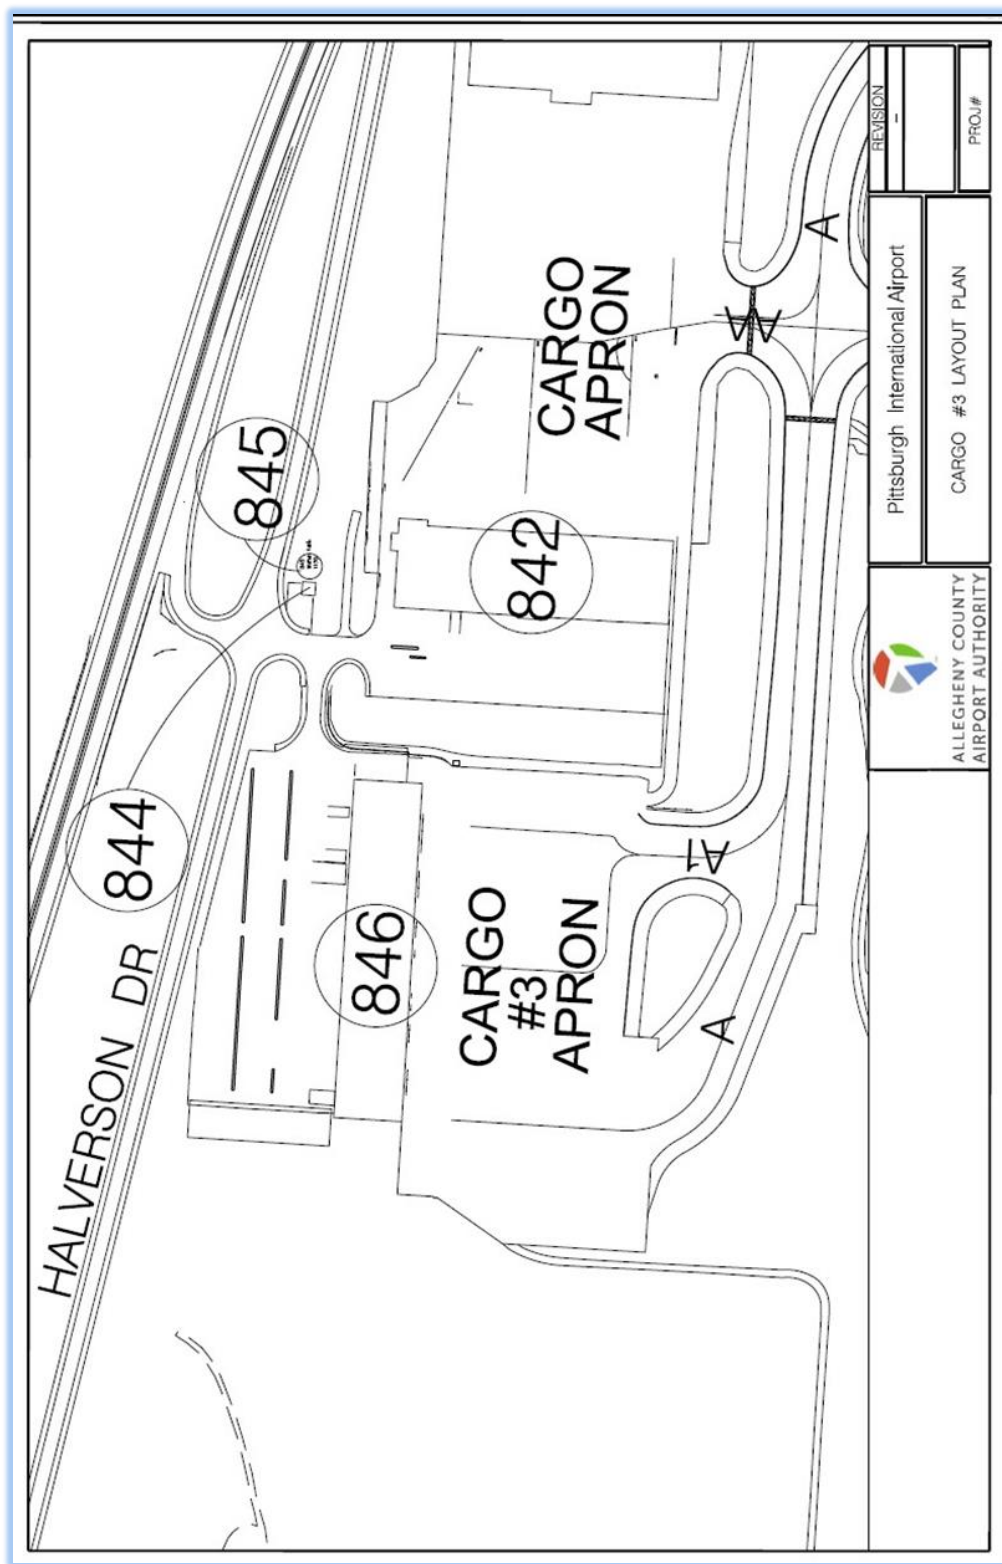 HALVERSON DR
844
845
846
842
CARGO
#3
APRON
CARGO
APRON
A
A1
A
ALLEGHENY COUNTY
AIRPORT AUTHORITY
Pittsburgh International Airport
CARGO #3 LAYOUT PLAN
REVISION
-
PROJ#